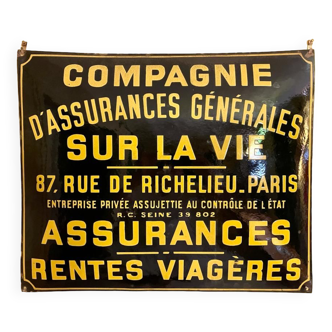 COMPAGNIE
D'ASSURANCES GÉNÉRALES
SUR LA VIE
87, RUE DE RICHELIEU-PARIS
ENTREPRISE PRIVÉE ASSUJETTIE AU CONTRÔLE DE L'ÉTAT
R.C. SEINE 39 802
ASSURANCES
RENTES VIAGÈRES